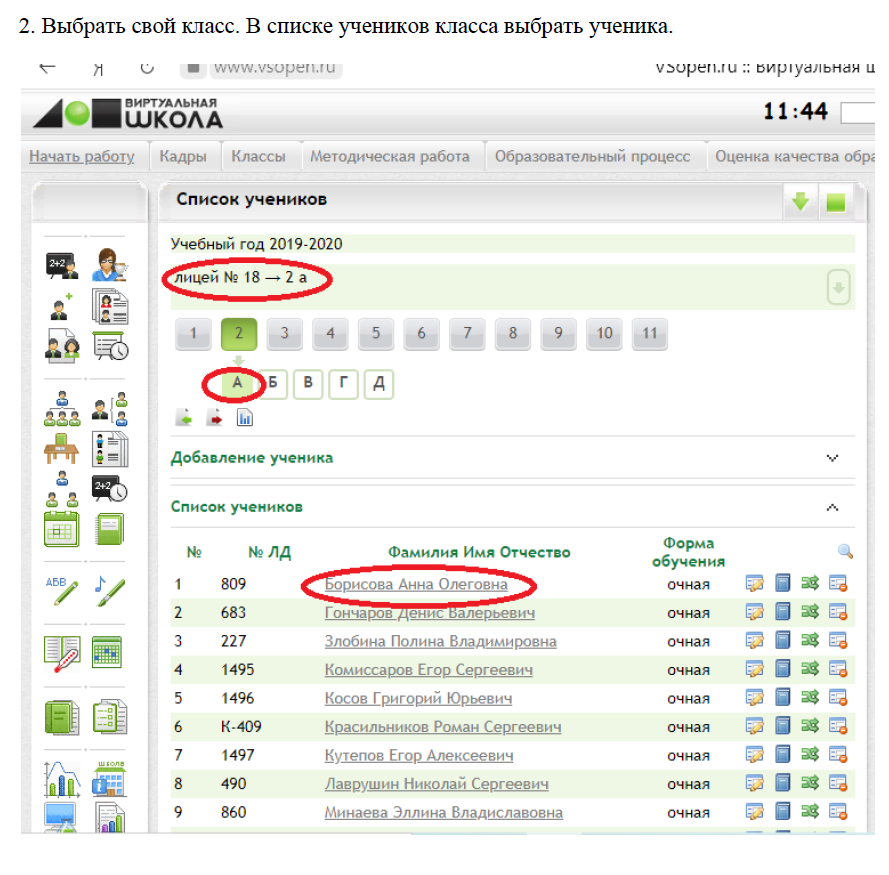 2. Выбрать свой класс. В списке учеников класса выбрать ученика.
www.vsopen.ru
VSopen.ru :: Виртуальная ш
ВИРТУАЛЬНАЯ
ШКОЛА
11:44
Начать работу Кадры Классы Методическая работа Образовательный процесс Оценка качества обра
Список учеников
Учебный год 2019-2020
лицей № 18 → 2 а
1 2 3 4 5 6 7 8 9 10 11
А Б В Г Д
Добавление ученика
Список учеников
№ № ЛД Фамилия Имя Отчество Форма обучения
1 809 Борисова Анна Олеговна очная
2 683 Гончаров Денис Валерьевич очная
3 227 Злобина Полина Владимировна очная
4 1495 Комиссаров Егор Сергеевич очная
5 1496 Косов Григорий Юрьевич очная
6 К-409 Красильников Роман Сергеевич очная
7 1497 Кутепов Егор Алексеевич очная
8 490 Лаврушин Николай Сергеевич очная
9 860 Минаева Эллина Владиславовна очная
2+2
2+2
АБВ
ШКОЛА